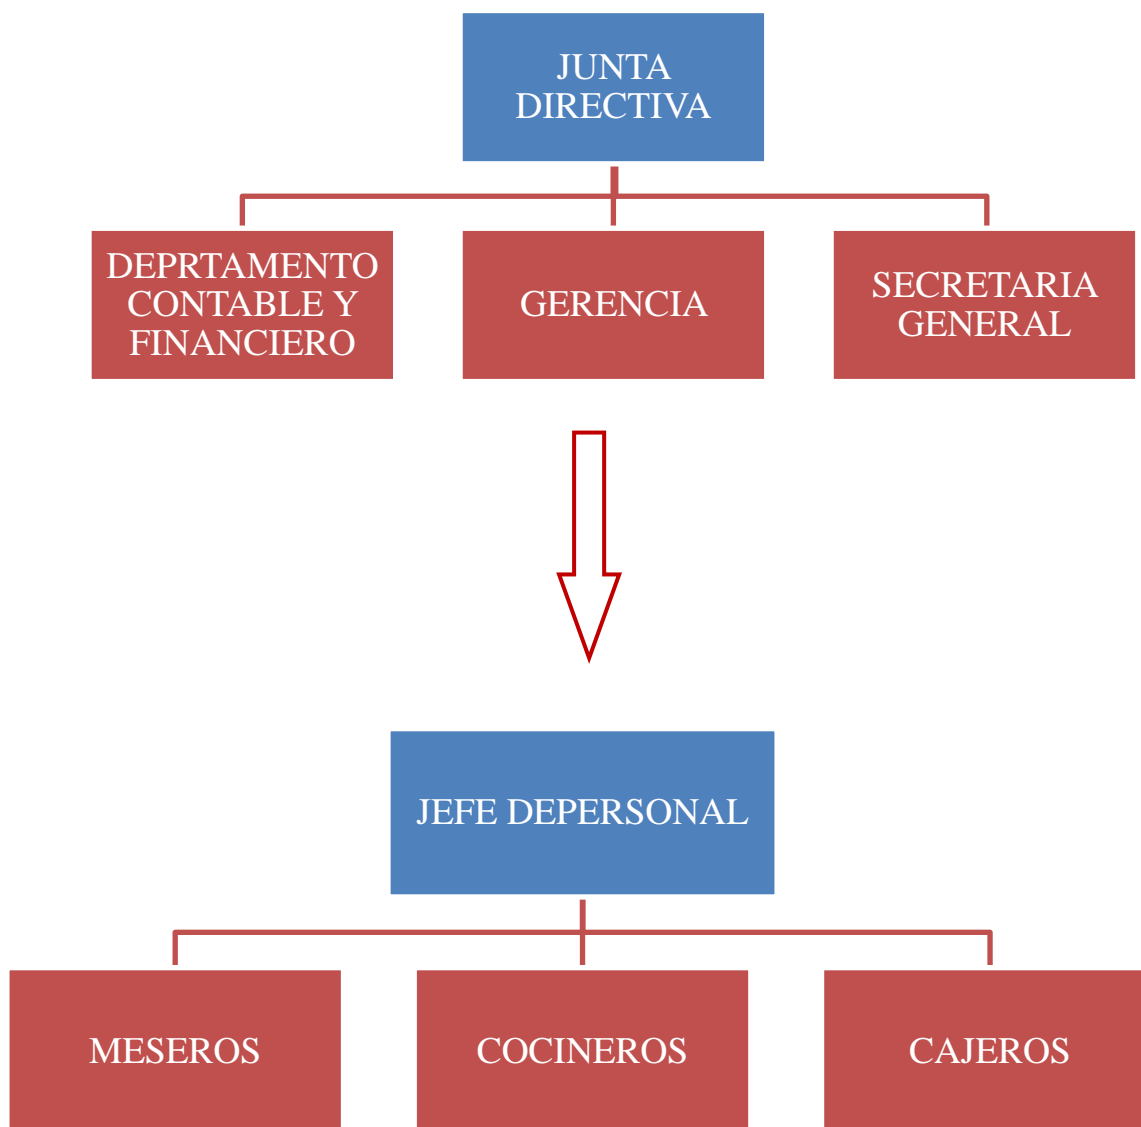 JUNTA
DIRECTIVA
DEPRTAMENTO
CONTABLE Y
FINANCIERO
GERENCIA
SECRETARIA
GENERAL
JEFE DEPERSONAL
MESEROS
COCINEROS
CAJEROS